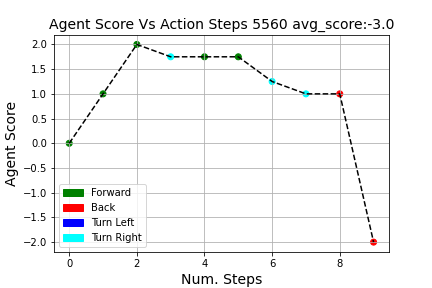 Agent Score Vs Action Steps 5560 avg_score:-3.0
Agent Score
2.0
1.5
1.0
0.5
0.0
−0.5
−1.0
−1.5
−2.0
Forward
Back
Turn Left
Turn Right
0 2 4 6 8
Num. Steps